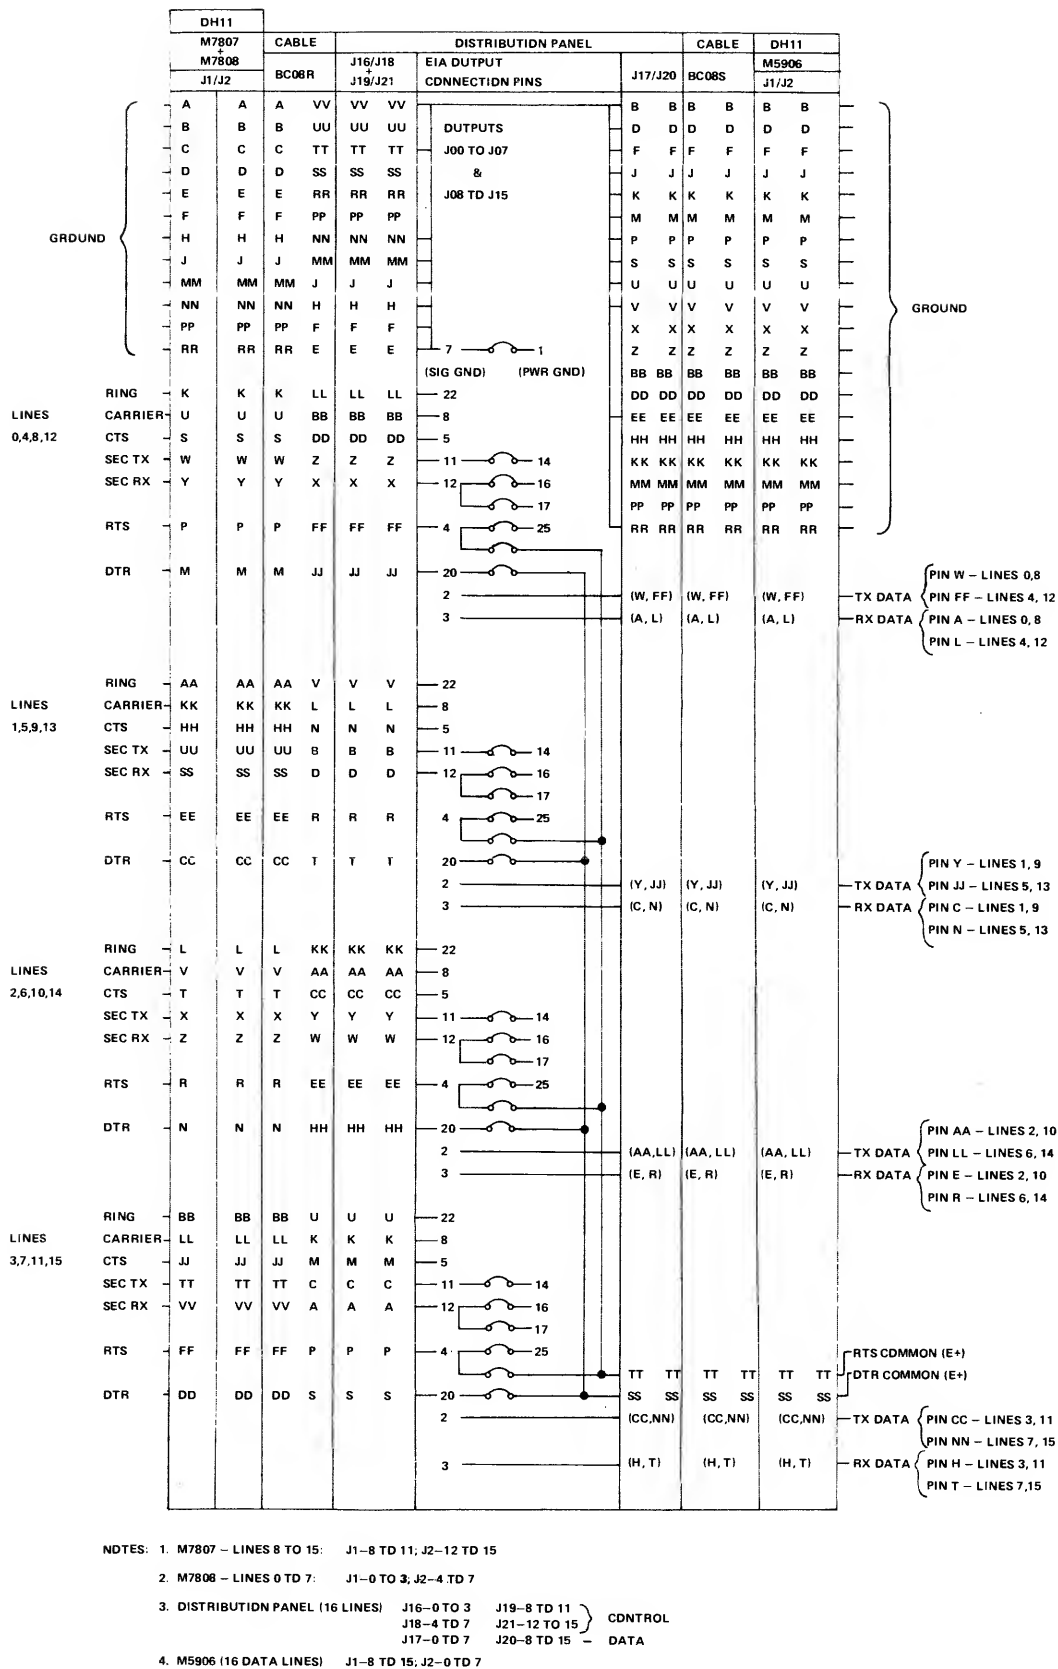 DH11
M7807 + M7808 CABLE DISTRIBUTION PANEL CABLE DH11
J1/J2 BC08R J16/J18 + J19/J21 EIA DUTPUT CDNNECTION PINS J17/J20 BC08S M5906 J1/J2
A A A VV VV VV B B B B B B
B B B UU UU UU DUTPUTS D D D D D D
C C C TT TT TT J00 TO J07 F F F F F F
D D D SS SS SS & J J J J J J
E E E RR RR RR J08 TD J15 K K K K K K
F F F PP PP PP M M M M M M
GRDUND H H H NN NN NN P P P P P P
J J J MM MM MM S S S S S S
MM MM MM J J J U U U U U U
NN NN NN H H H V V V V V V GROUND
PP PP PP F F F X X X X X X
RR RR RR E E E 7 1 Z Z Z Z Z Z
(SIG GND) (PWR GND) BB BB BB BB BB BB
RING K K K LL LL LL 22 DD DD DD DD DD DD
LINES CARRIER U U U BB BB BB 8 EE EE EE EE EE EE
0,4,8,12 CTS S S S DD DD DD 5 HH HH HH HH HH HH
SEC TX W W W Z Z Z 11 14 KK KK KK KK KK KK
SEC RX Y Y Y X X X 12 16 MM MM MM MM MM MM
17 PP PP PP PP PP PP
RTS P P P FF FF FF 4 25 RR RR RR RR RR RR
DTR M M M JJ JJ JJ 20 PIN W – LINES 0,8
2 (W, FF) (W, FF) (W, FF) TX DATA PIN FF – LINES 4, 12
3 (A, L) (A, L) (A, L) RX DATA PIN A – LINES 0, 8
PIN L – LINES 4, 12
RING AA AA AA V V V 22
LINES CARRIER KK KK KK L L L 8
1,5,9,13 CTS HH HH HH N N N 5
SEC TX UU UU UU B B B 11 14
SEC RX SS SS SS D D D 12 16
17
RTS EE EE EE R R R 4 25
DTR CC CC CC T T T 20 PIN Y – LINES 1, 9
2 (Y, JJ) (Y, JJ) (Y, JJ) TX DATA PIN JJ – LINES 5, 13
3 (C, N) (C, N) (C, N) RX DATA PIN C – LINES 1, 9
PIN N – LINES 5, 13
RING L L L KK KK KK 22
LINES CARRIER V V V AA AA AA 8
2,6,10,14 CTS T T T CC CC CC 5
SEC TX X X X Y Y Y 11 14
SEC RX Z Z Z W W W 12 16
17
RTS R R R EE EE EE 4 25
DTR N N N HH HH HH 20 PIN AA – LINES 2, 10
2 (AA,LL) (AA, LL) (AA, LL) TX DATA PIN LL – LINES 6, 14
3 (E, R) (E, R) (E, R) RX DATA PIN E – LINES 2, 10
PIN R – LINES 6, 14
RING BB BB BB U U U 22
LINES CARRIER LL LL LL K K K 8
3,7,11,15 CTS JJ JJ JJ M M M 5
SEC TX TT TT TT C C C 11 14
SEC RX VV VV VV A A A 12 16
17
RTS FF FF FF P P P 4 25 RTS CDMMON (E+)
TT TT TT TT TT TT DTR COMMON (E+)
DTR DD DD DD S S S 20 SS SS SS SS SS SS
2 (CC,NN) (CC,NN) (CC,NN) TX DATA PIN CC – LINES 3, 11
PIN NN – LINES 7, 15
3 (H, T) (H, T) (H, T) RX DATA PIN H – LINES 3, 11
PIN T – LINES 7,15
NDTES: 1. M7807 – LINES 8 TO 15: J1–8 TD 11; J2–12 TD 15
2. M7808 – LINES 0 TD 7: J1–0 TO 3; J2–4 TD 7
3. DISTRIBUTION PANEL (16 LINES) J16–0 TO 3 J19–8 TD 11
J18–4 TD 7 J21–12 TO 15 CDNTROL
J17–0 TD 7 J20–8 TD 15 – DATA
4. M5906 (16 DATA LINES) J1–8 TD 15; J2–0 TD 7